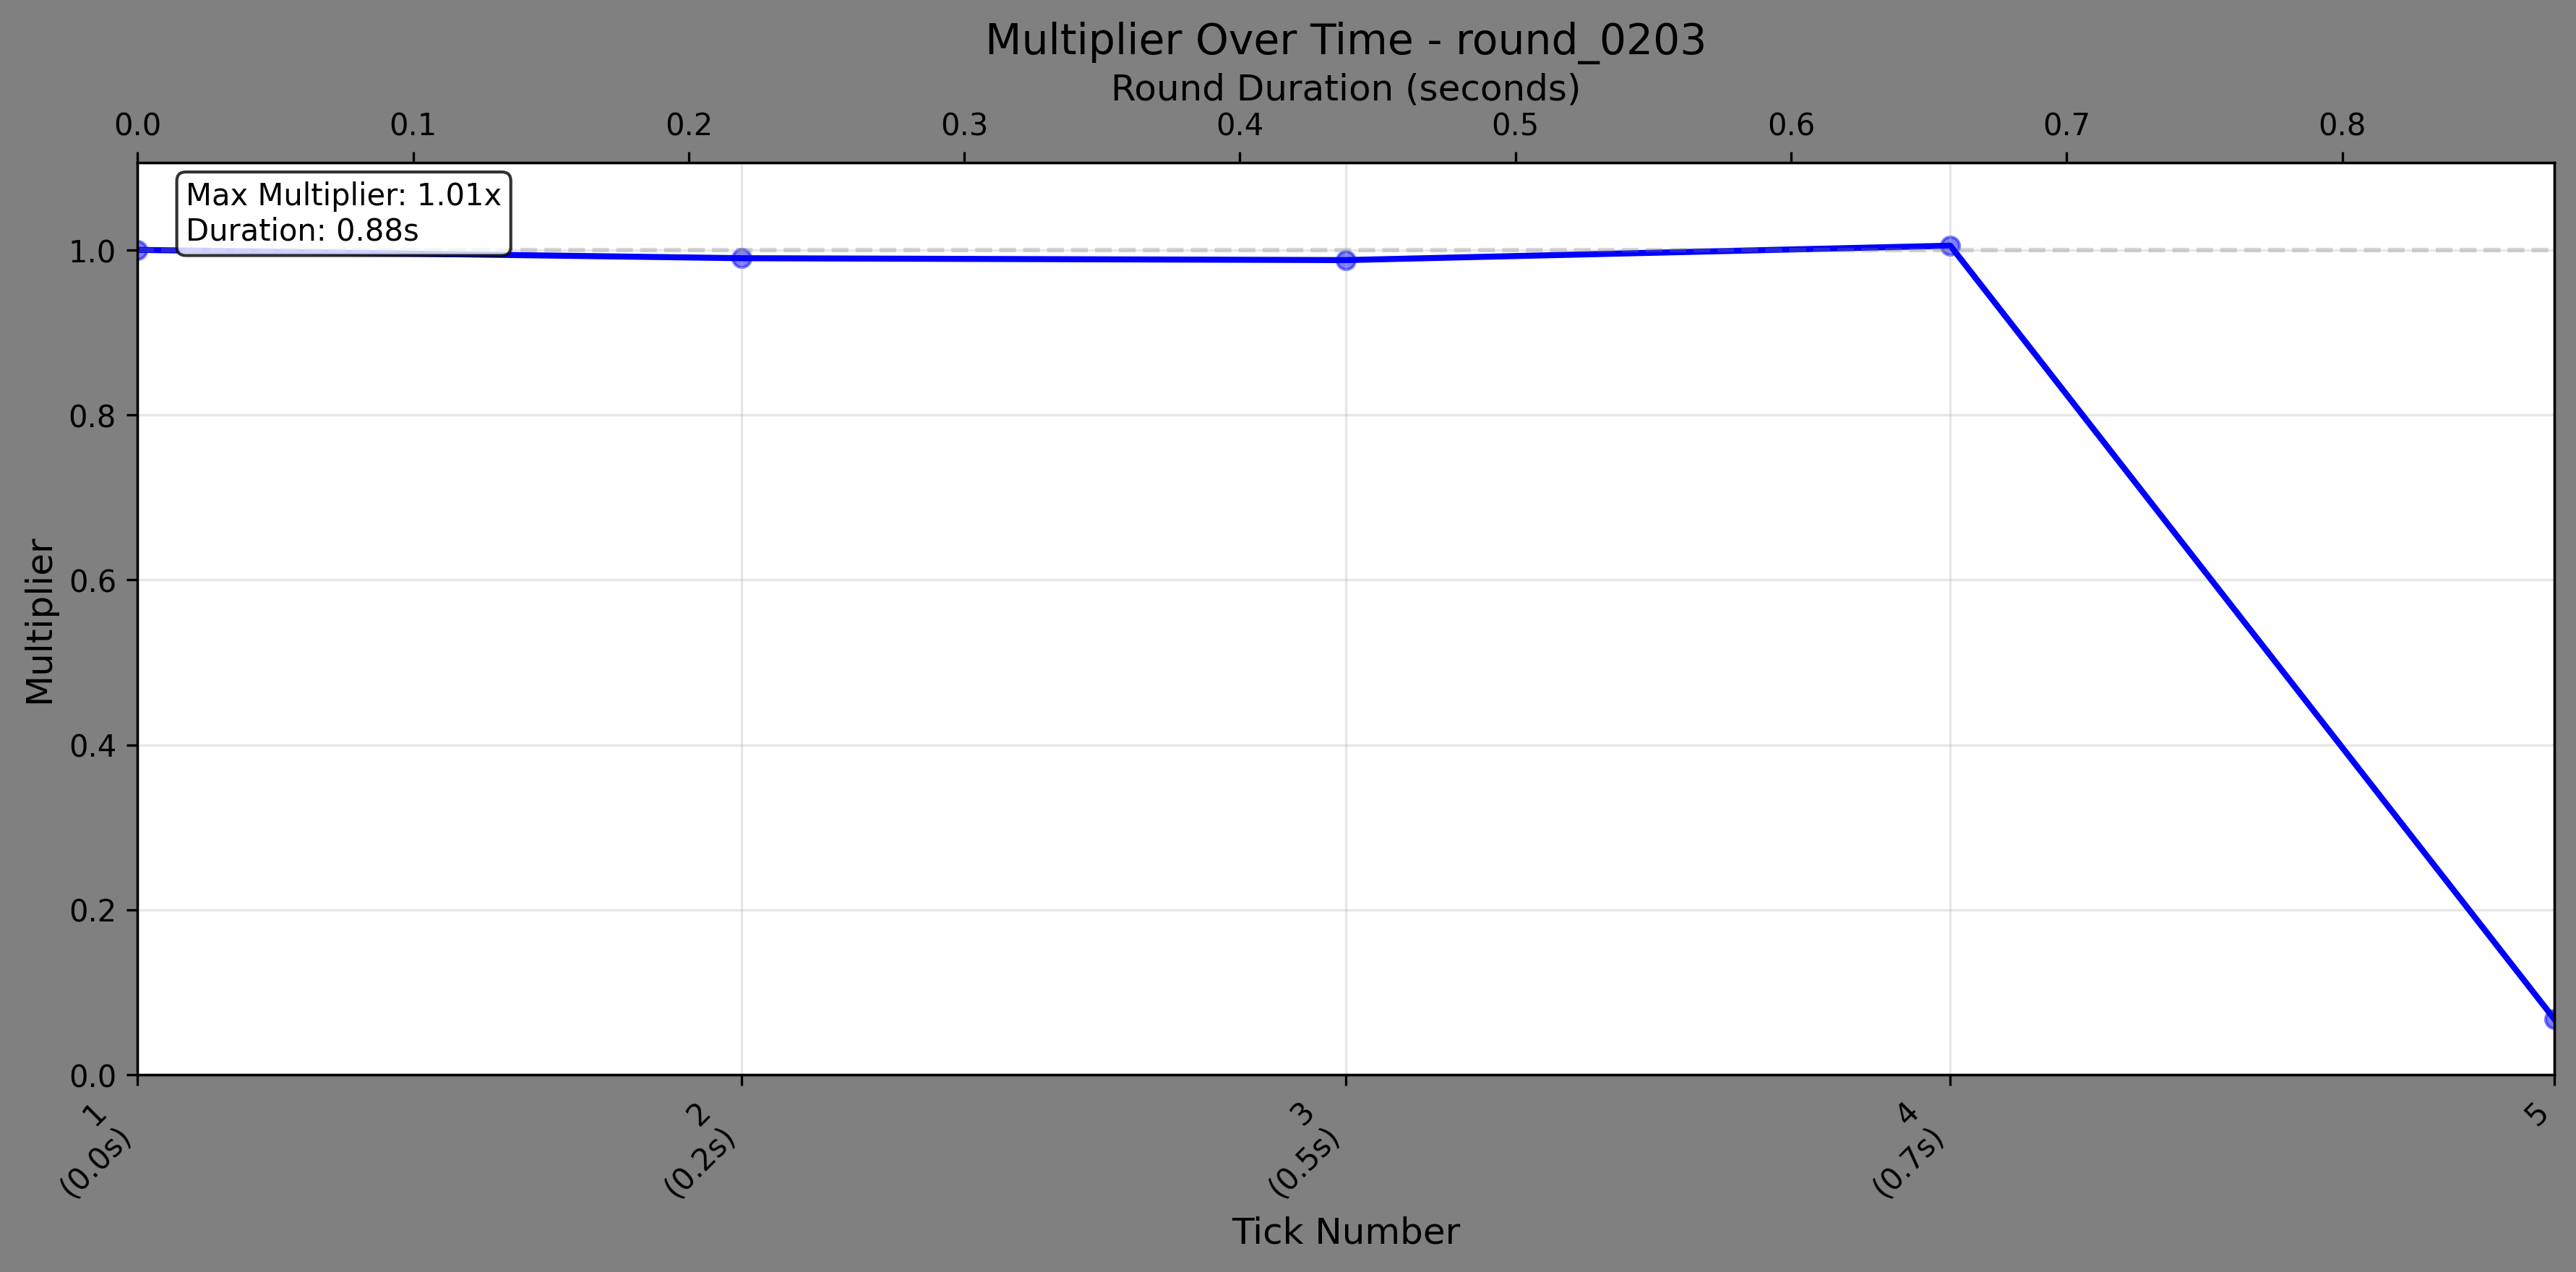 Multiplier Over Time - round_0203
Round Duration (seconds)
0.0 0.1 0.2 0.3 0.4 0.5 0.6 0.7 0.8
Max Multiplier: 1.01x
Duration: 0.88s
1.0
0.8
0.6
0.4
0.2
0.0
Multiplier
1 2 3 4 5
(0.0s) (0.2s) (0.5s) (0.7s)
Tick Number